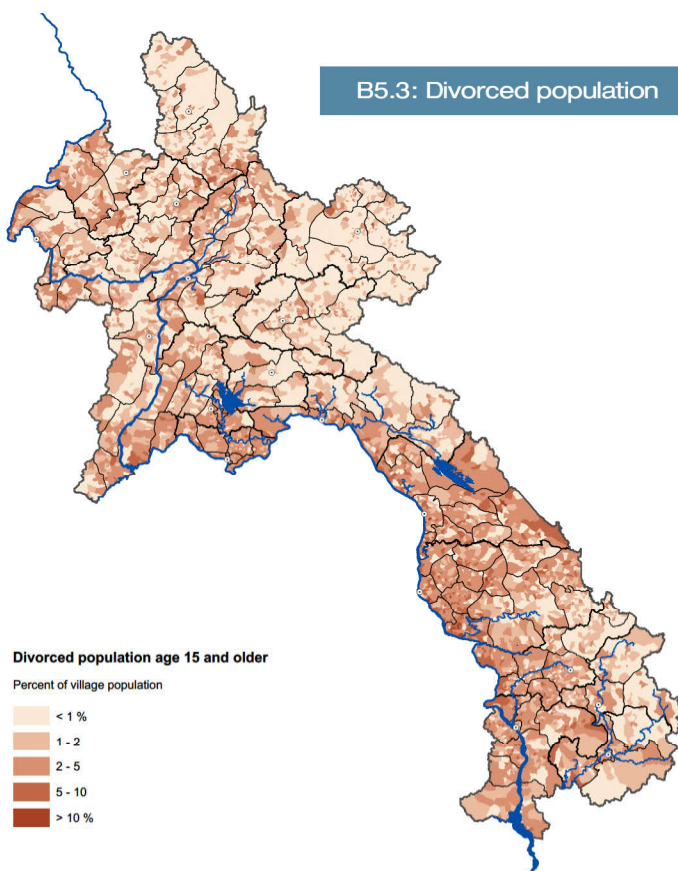 B5.3: Divorced population
Divorced population age 15 and older
Percent of village population
< 1 %
1 - 2
2 - 5
5 - 10
> 10 %